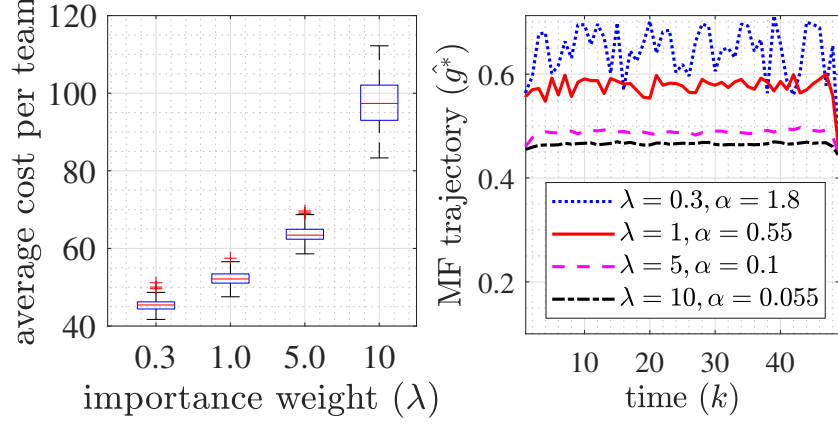 average cost per team
120
100
80
60
40
0.3 1.0 5.0 10
importance weight (λ)
MF trajectory (ĝ*)
0.6
0.4
0.2
λ = 0.3, α = 1.8
λ = 1, α = 0.55
λ = 5, α = 0.1
λ = 10, α = 0.055
10 20 30 40
time (k)